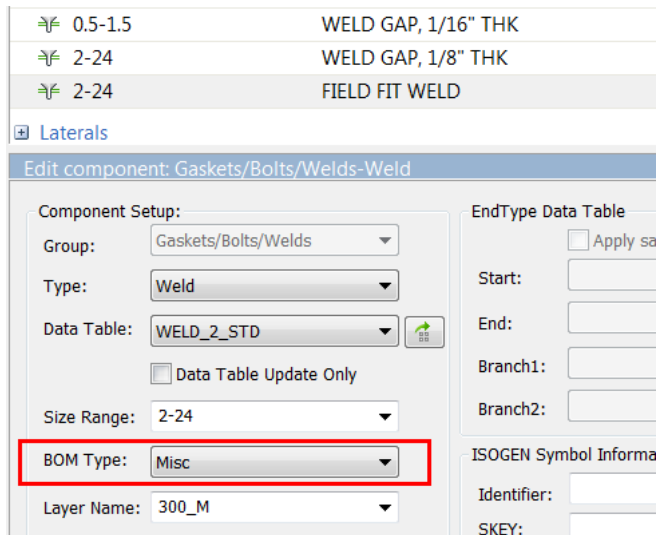 0.5-1.5 WELD GAP, 1/16" THK
2-24 WELD GAP, 1/8" THK
2-24 FIELD FIT WELD
Laterals
Edit component: Gaskets/Bolts/Welds-Weld
Component Setup:
Group: Gaskets/Bolts/Welds
Type: Weld
Data Table: WELD_2_STD
Data Table Update Only
Size Range: 2-24
BOM Type: Misc
Layer Name: 300_M
EndType Data Table
Apply sa
Start:
End:
Branch1:
Branch2:
ISOGEN Symbol Informa
Identifier:
SKEY: